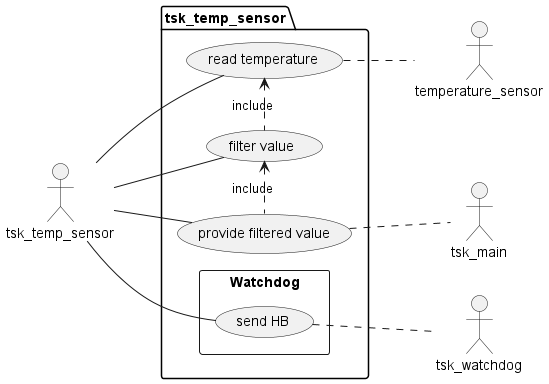 tsk_temp_sensor
read temperature
temperature_sensor
include
filter value
include
tsk_temp_sensor
provide filtered value
tsk_main
Watchdog
send HB
tsk_watchdog